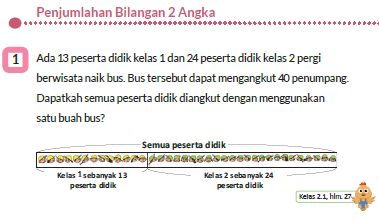 Penjumlahan Bilangan 2 Angka
1
Ada 13 peserta didik kelas 1 dan 24 peserta didik kelas 2 pergi
berwisata naik bus. Bus tersebut dapat mengangkut 40 penumpang.
Dapatkah semua peserta didik diangkut dengan menggunakan
satu buah bus?
Semua peserta didik
Kelas 1 sebanyak 13
peserta didik
Kelas 2 sebanyak 24
peserta didik
Kelas 2.1, hlm. 27